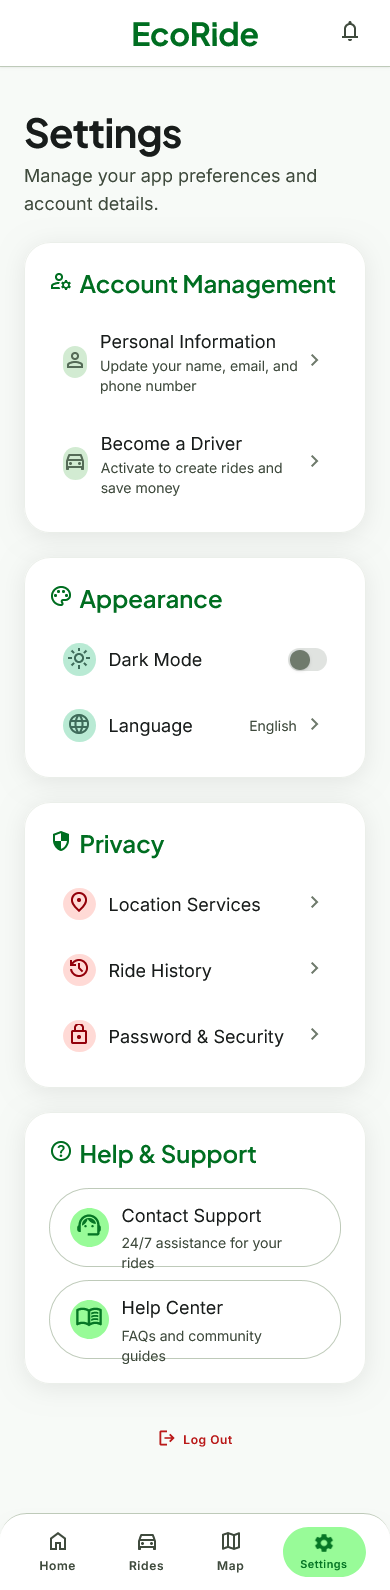 EcoRide
Settings
Manage your app preferences and
account details.
Account Management
Personal Information
Update your name, email, and
phone number
Become a Driver
Activate to create rides and
save money
Appearance
Dark Mode
Language
English
Privacy
Location Services
Ride History
Password & Security
Help & Support
Contact Support
24/7 assistance for your
rides
Help Center
FAQs and community
guides
Log Out
Home
Rides
Map
Settings